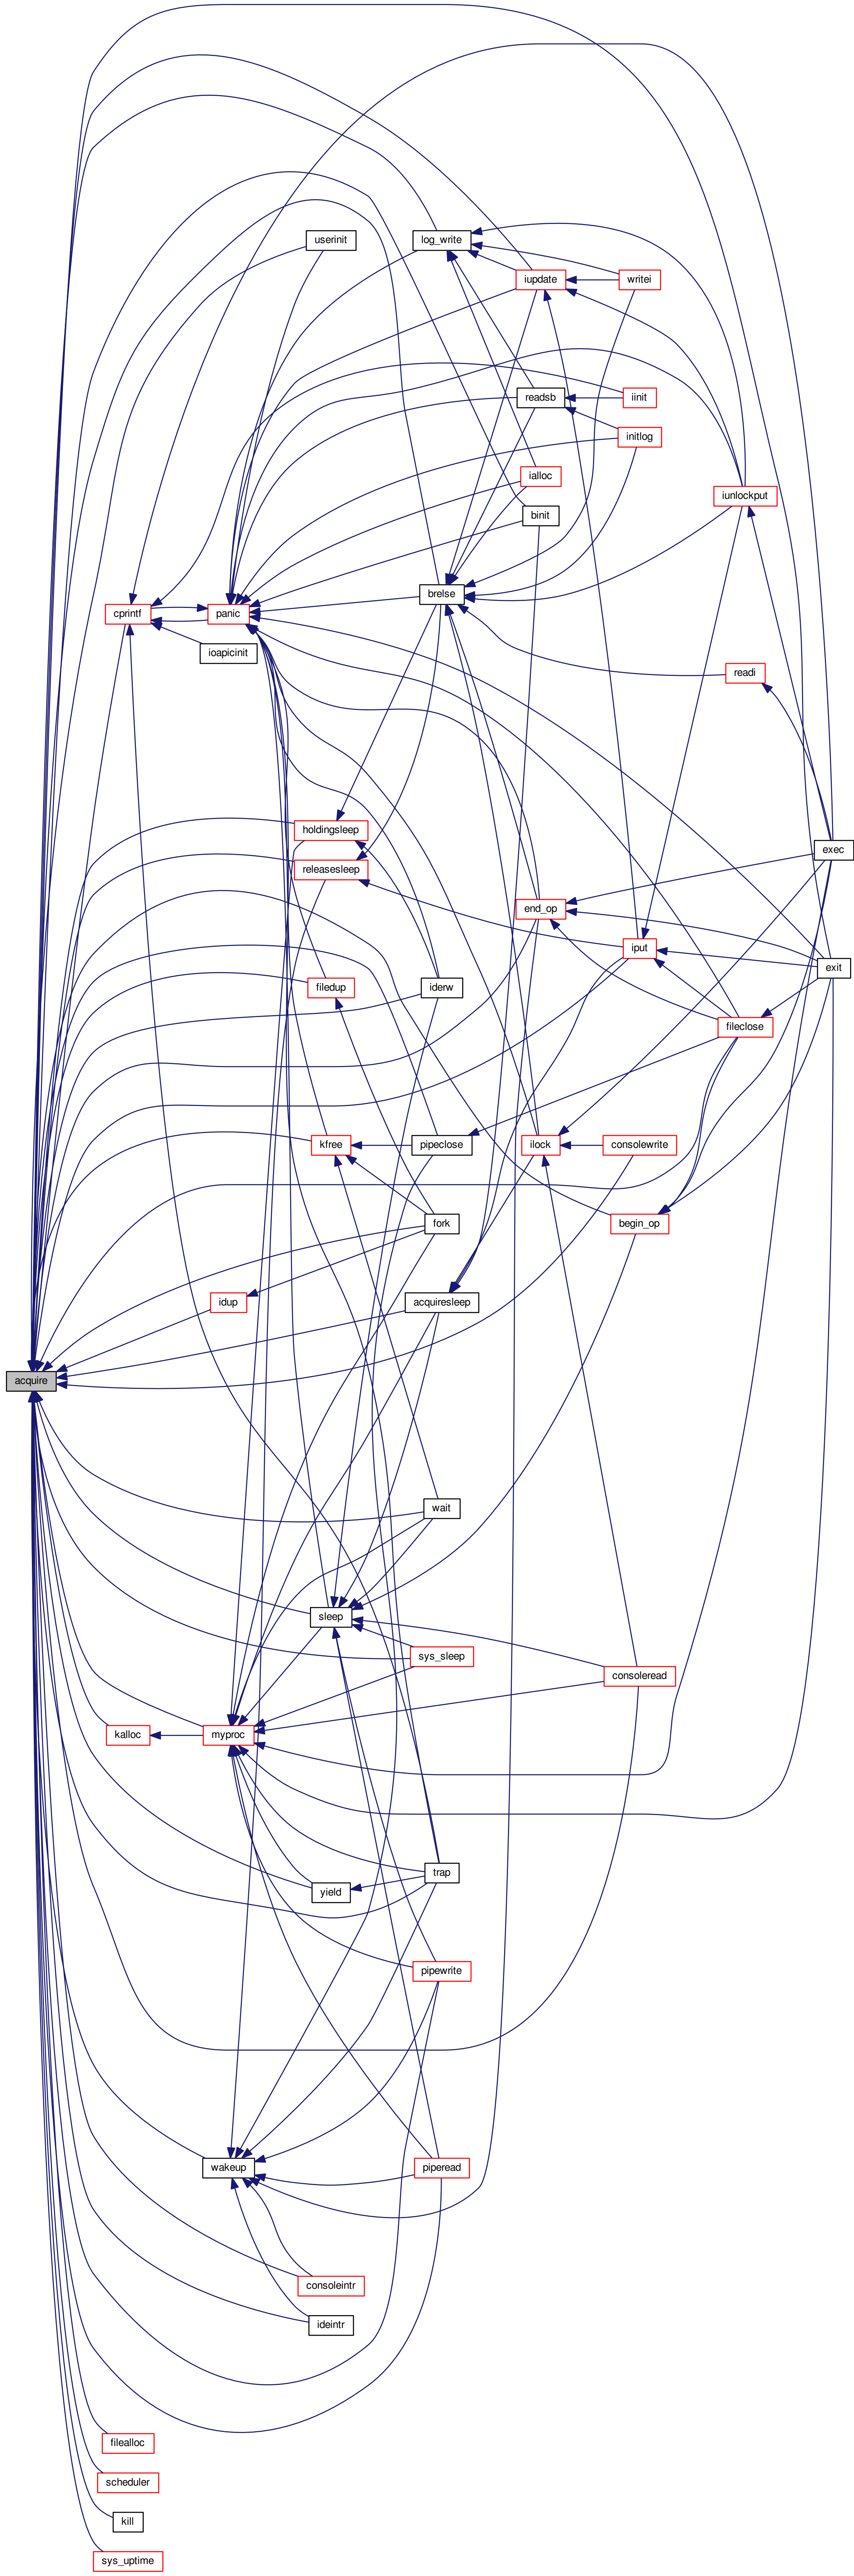 userinit
log_write
iupdate
writei
readsb
iinit
initlog
ialloc
iunlockput
binit
brelse
cprintf
panic
ioapicinit
readi
holdingsleep
exec
releasesleep
end_op
iput
exit
filedup
iderw
fileclose
kfree
pipeclose
ilock
consolewrite
fork
begin_op
idup
acquiresleep
acquire
wait
sleep
sys_sleep
consoleread
kalloc
myproc
trap
yield
pipewrite
wakeup
piperead
consoleintr
ideintr
filealloc
scheduler
kill
sys_uptime